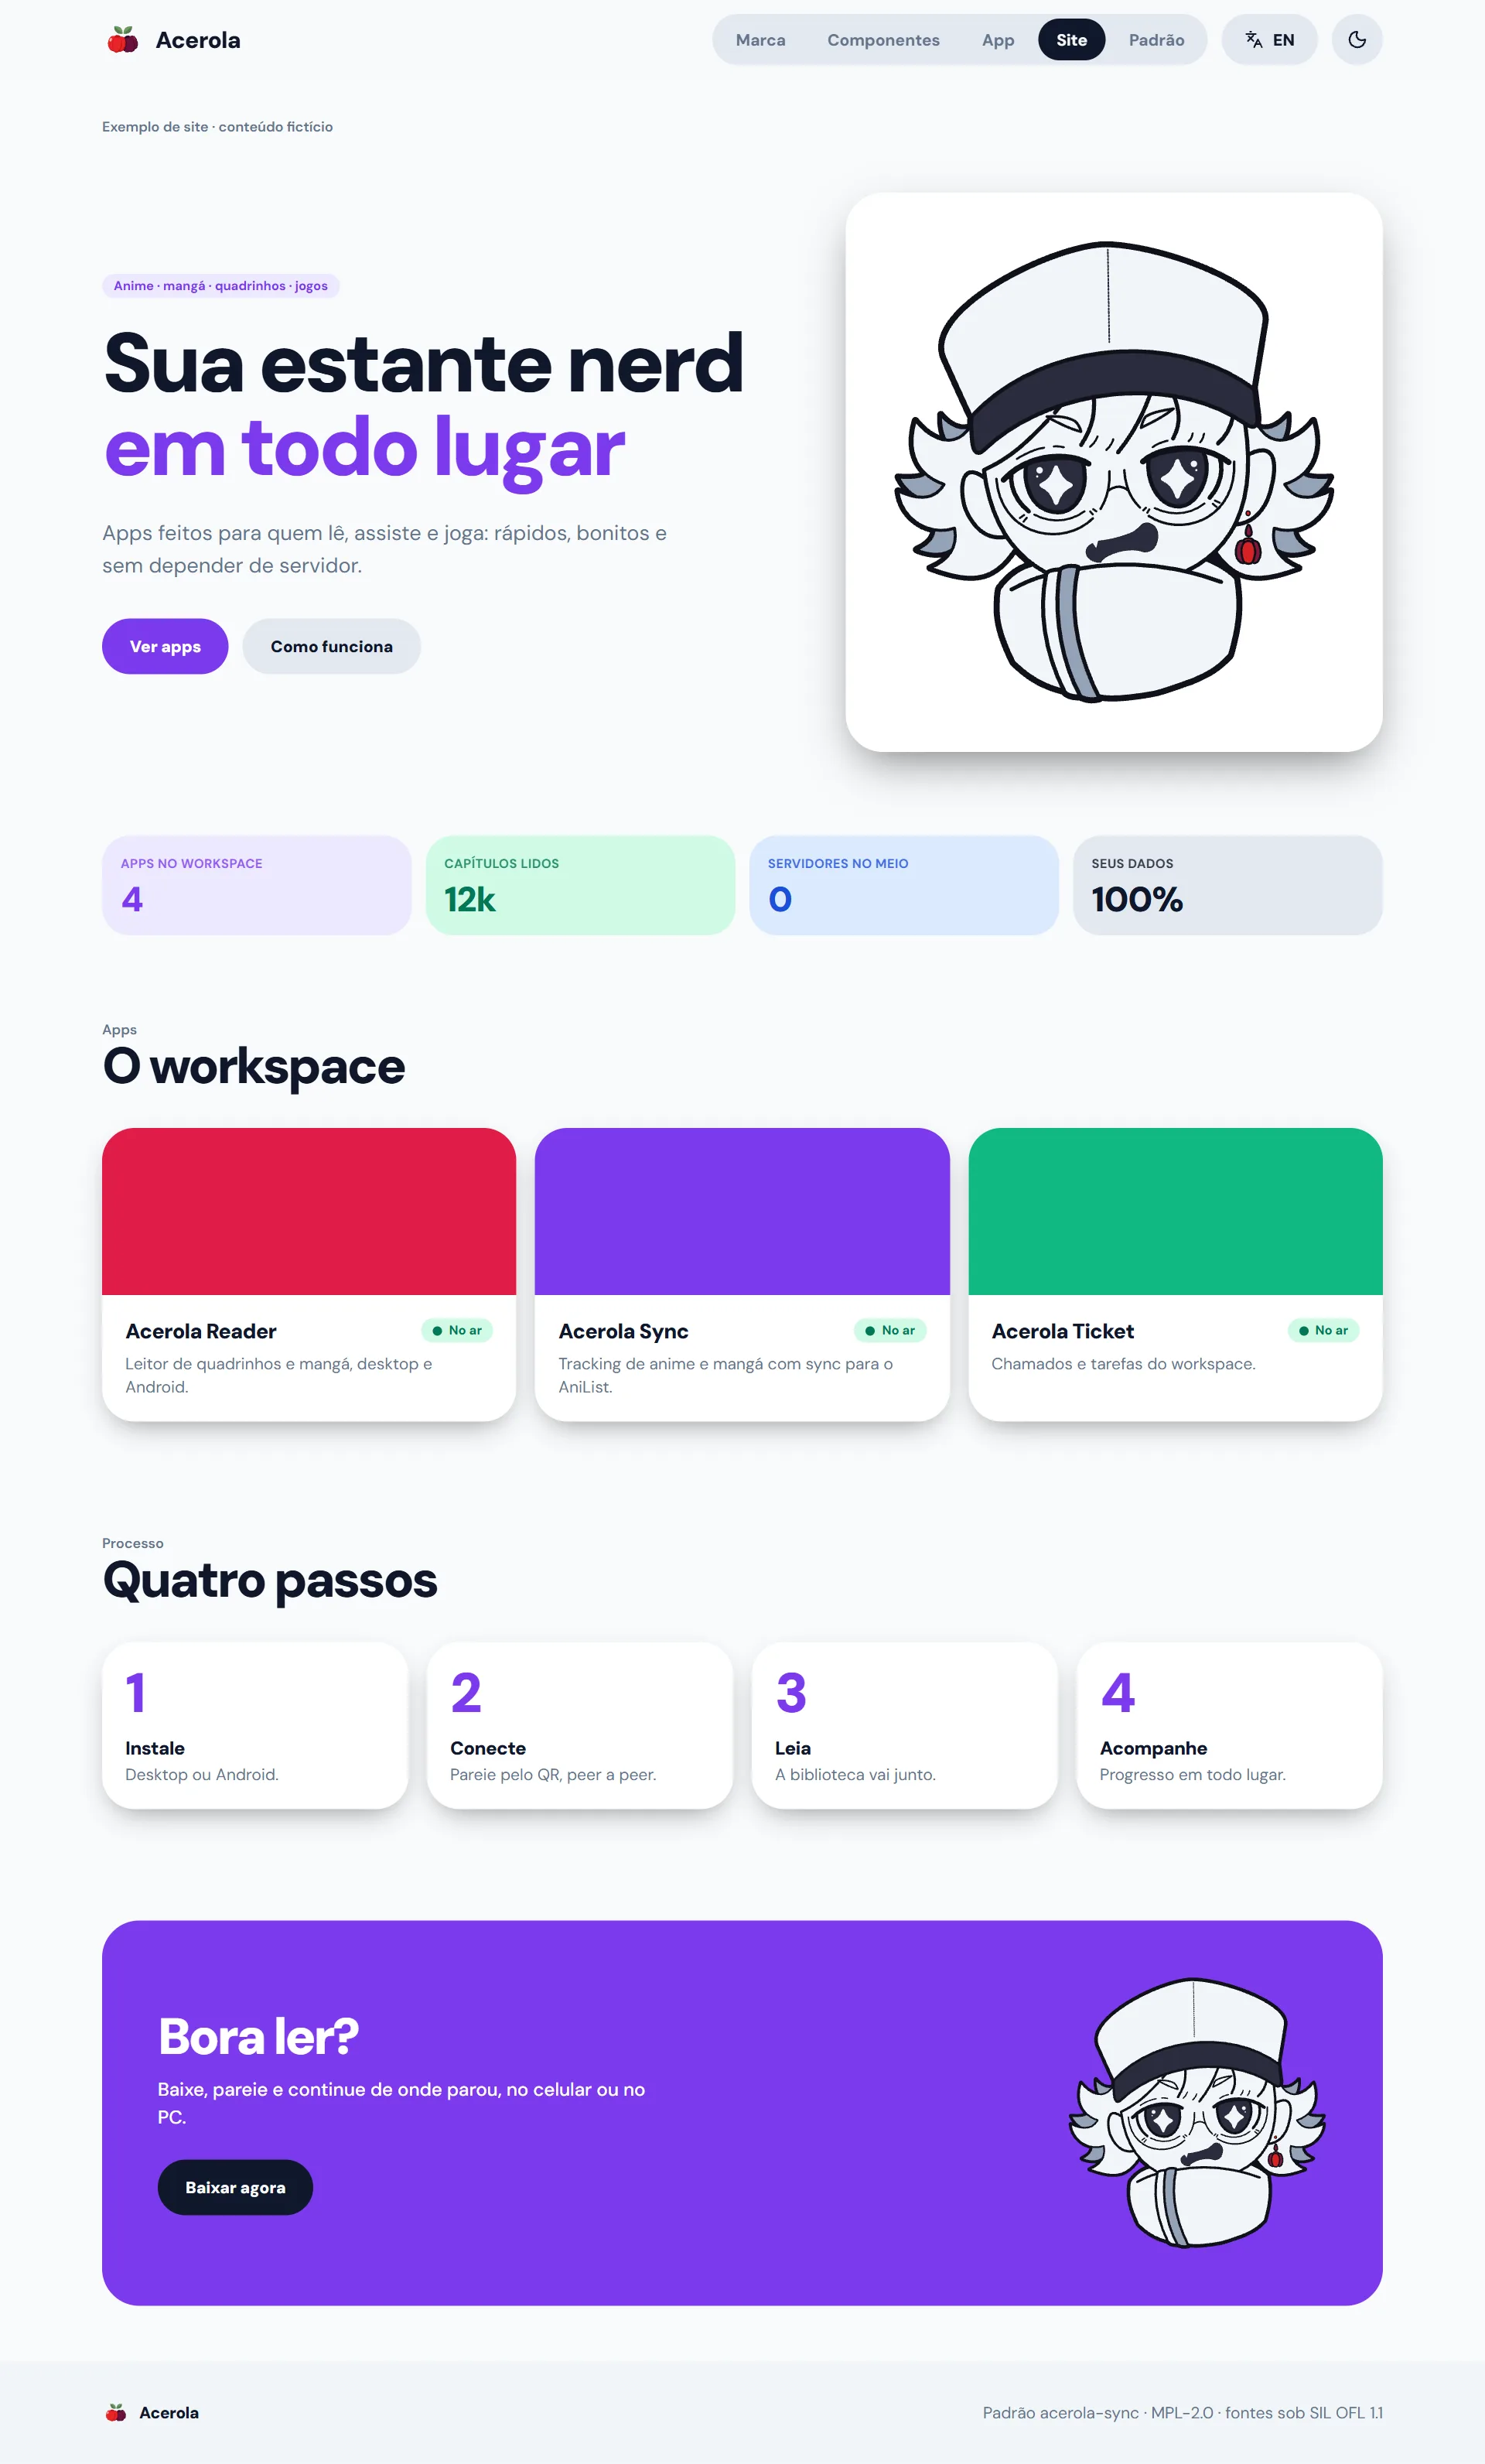 Acerola
Marca
Componentes
App
Site
Padrão
EN
Exemplo de site · conteúdo fictício
Anime · mangá · quadrinhos · jogos
Sua estante nerd
em todo lugar
Apps feitos para quem lê, assiste e joga: rápidos, bonitos e
sem depender de servidor.
Ver apps
Como funciona
APPS NO WORKSPACE
4
CAPÍTULOS LIDOS
12k
SERVIDORES NO MEIO
0
SEUS DADOS
100%
Apps
O workspace
Acerola Reader
No ar
Leitor de quadrinhos e mangá, desktop e
Android.
Acerola Sync
No ar
Tracking de anime e mangá com sync para o
AniList.
Acerola Ticket
No ar
Chamados e tarefas do workspace.
Processo
Quatro passos
1
Instale
Desktop ou Android.
2
Conecte
Pareie pelo QR, peer a peer.
3
Leia
A biblioteca vai junto.
4
Acompanhe
Progresso em todo lugar.
Bora ler?
Baixe, pareie e continue de onde parou, no celular ou no
PC.
Baixar agora
Acerola
Padrão acerola-sync · MPL-2.0 · fontes sob SIL OFL 1.1